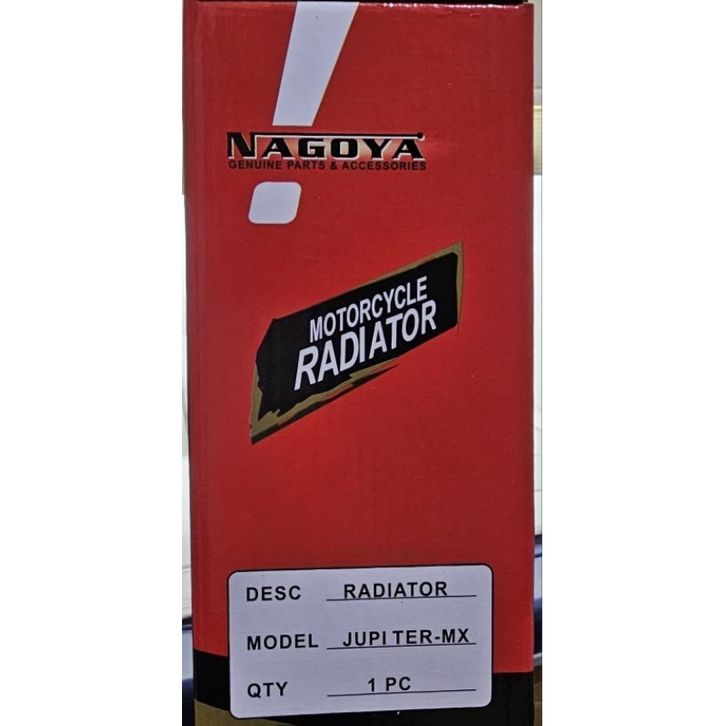 NAGOYA
GENUINE PARTS & ACCESSORIES
MOTORCYCLE
RADIATOR
DESC RADIATOR
MODEL JUPITER-MX
QTY 1 PC